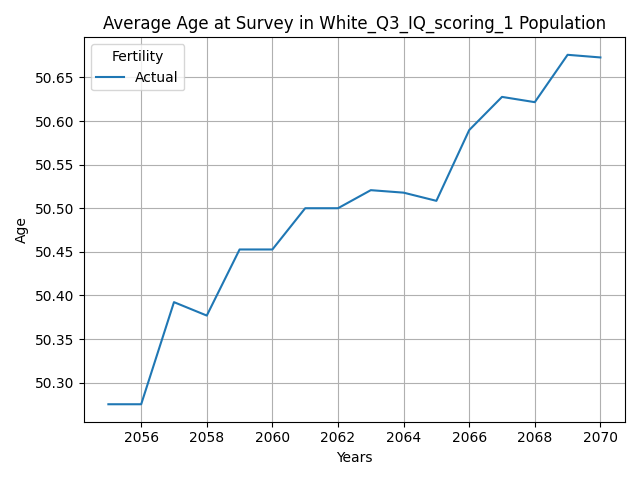 Average Age at Survey in White_Q3_IQ_scoring_1 Population
Fertility
Actual
50.65
50.60
50.55
50.50
50.45
50.40
50.35
50.30
Age
2056 2058 2060 2062 2064 2066 2068 2070
Years